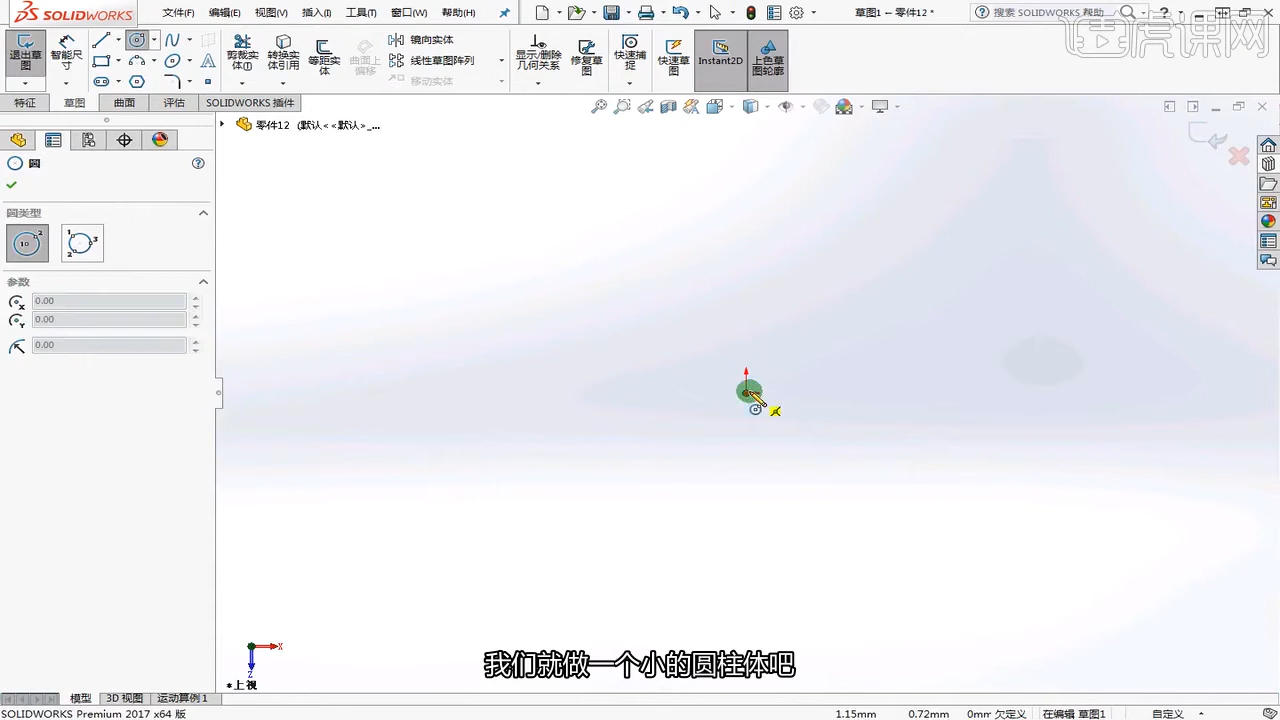 SOLIDWORKS
文件(F)
编辑(E)
视图(V)
插入(I)
工具(T)
窗口(W)
帮助(H)
草图1 - 零件12 *
搜索 SOLIDWORKS 帮助
虎课网
退出草图
智能尺寸
剪裁实体(T)
转换实体引用
等距实体
曲面上偏移
镜向实体
线性草图阵列
移动实体
显示/删除几何关系
修复草图
快速捕捉
快速草图
Instant2D
上色草图轮廓
特征
草图
曲面
评估
SOLIDWORKS 插件
零件12 (默认<<默认>_...
圆
圆类型
参数
0.00
0.00
0.00
X
Z
*上视
我们就做一个小的圆柱体吧
模型
3D 视图
运动算例 1
SOLIDWORKS Premium 2017 x64 版
1.15mm
0.72mm
0mm
欠定义
在编辑 草图1
自定义